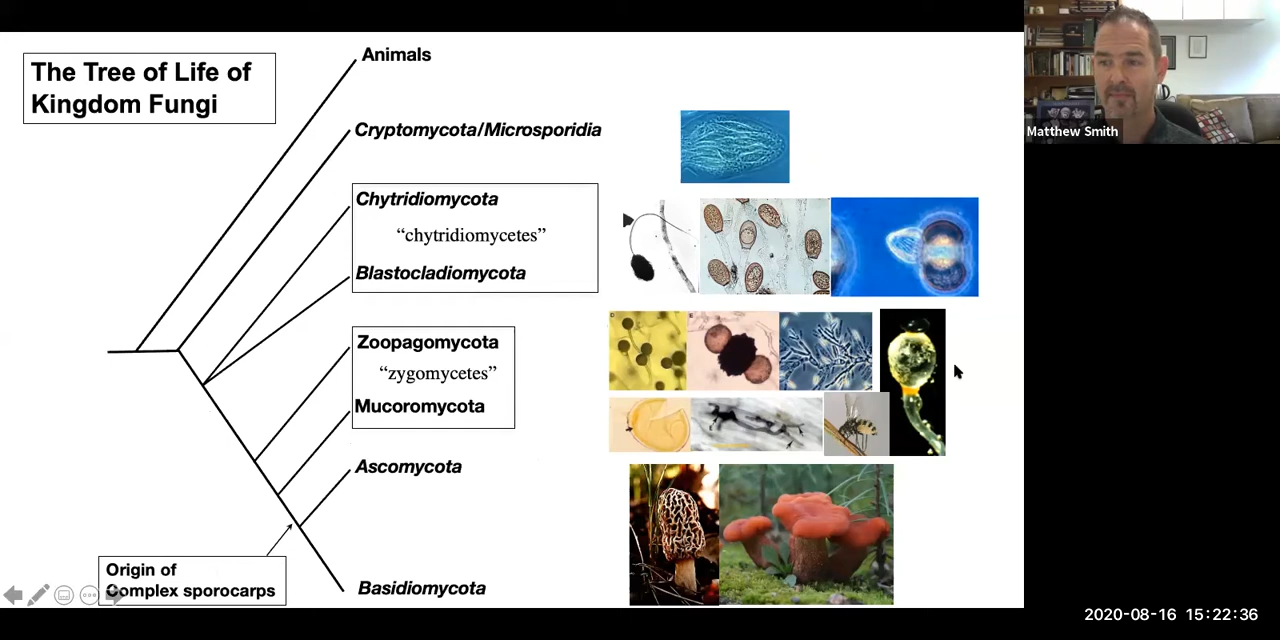 The Tree of Life of
Kingdom Fungi
Animals
Cryptomycota/Microsporidia
Chytridiomycota
“chytridiomycetes”
Blastocladiomycota
Zoopagomycota
“zygomycetes”
Mucoromycota
Ascomycota
Origin of
Complex sporocarps
Basidiomycota
D
E
Matthew Smith
2020-08-16 15:22:36